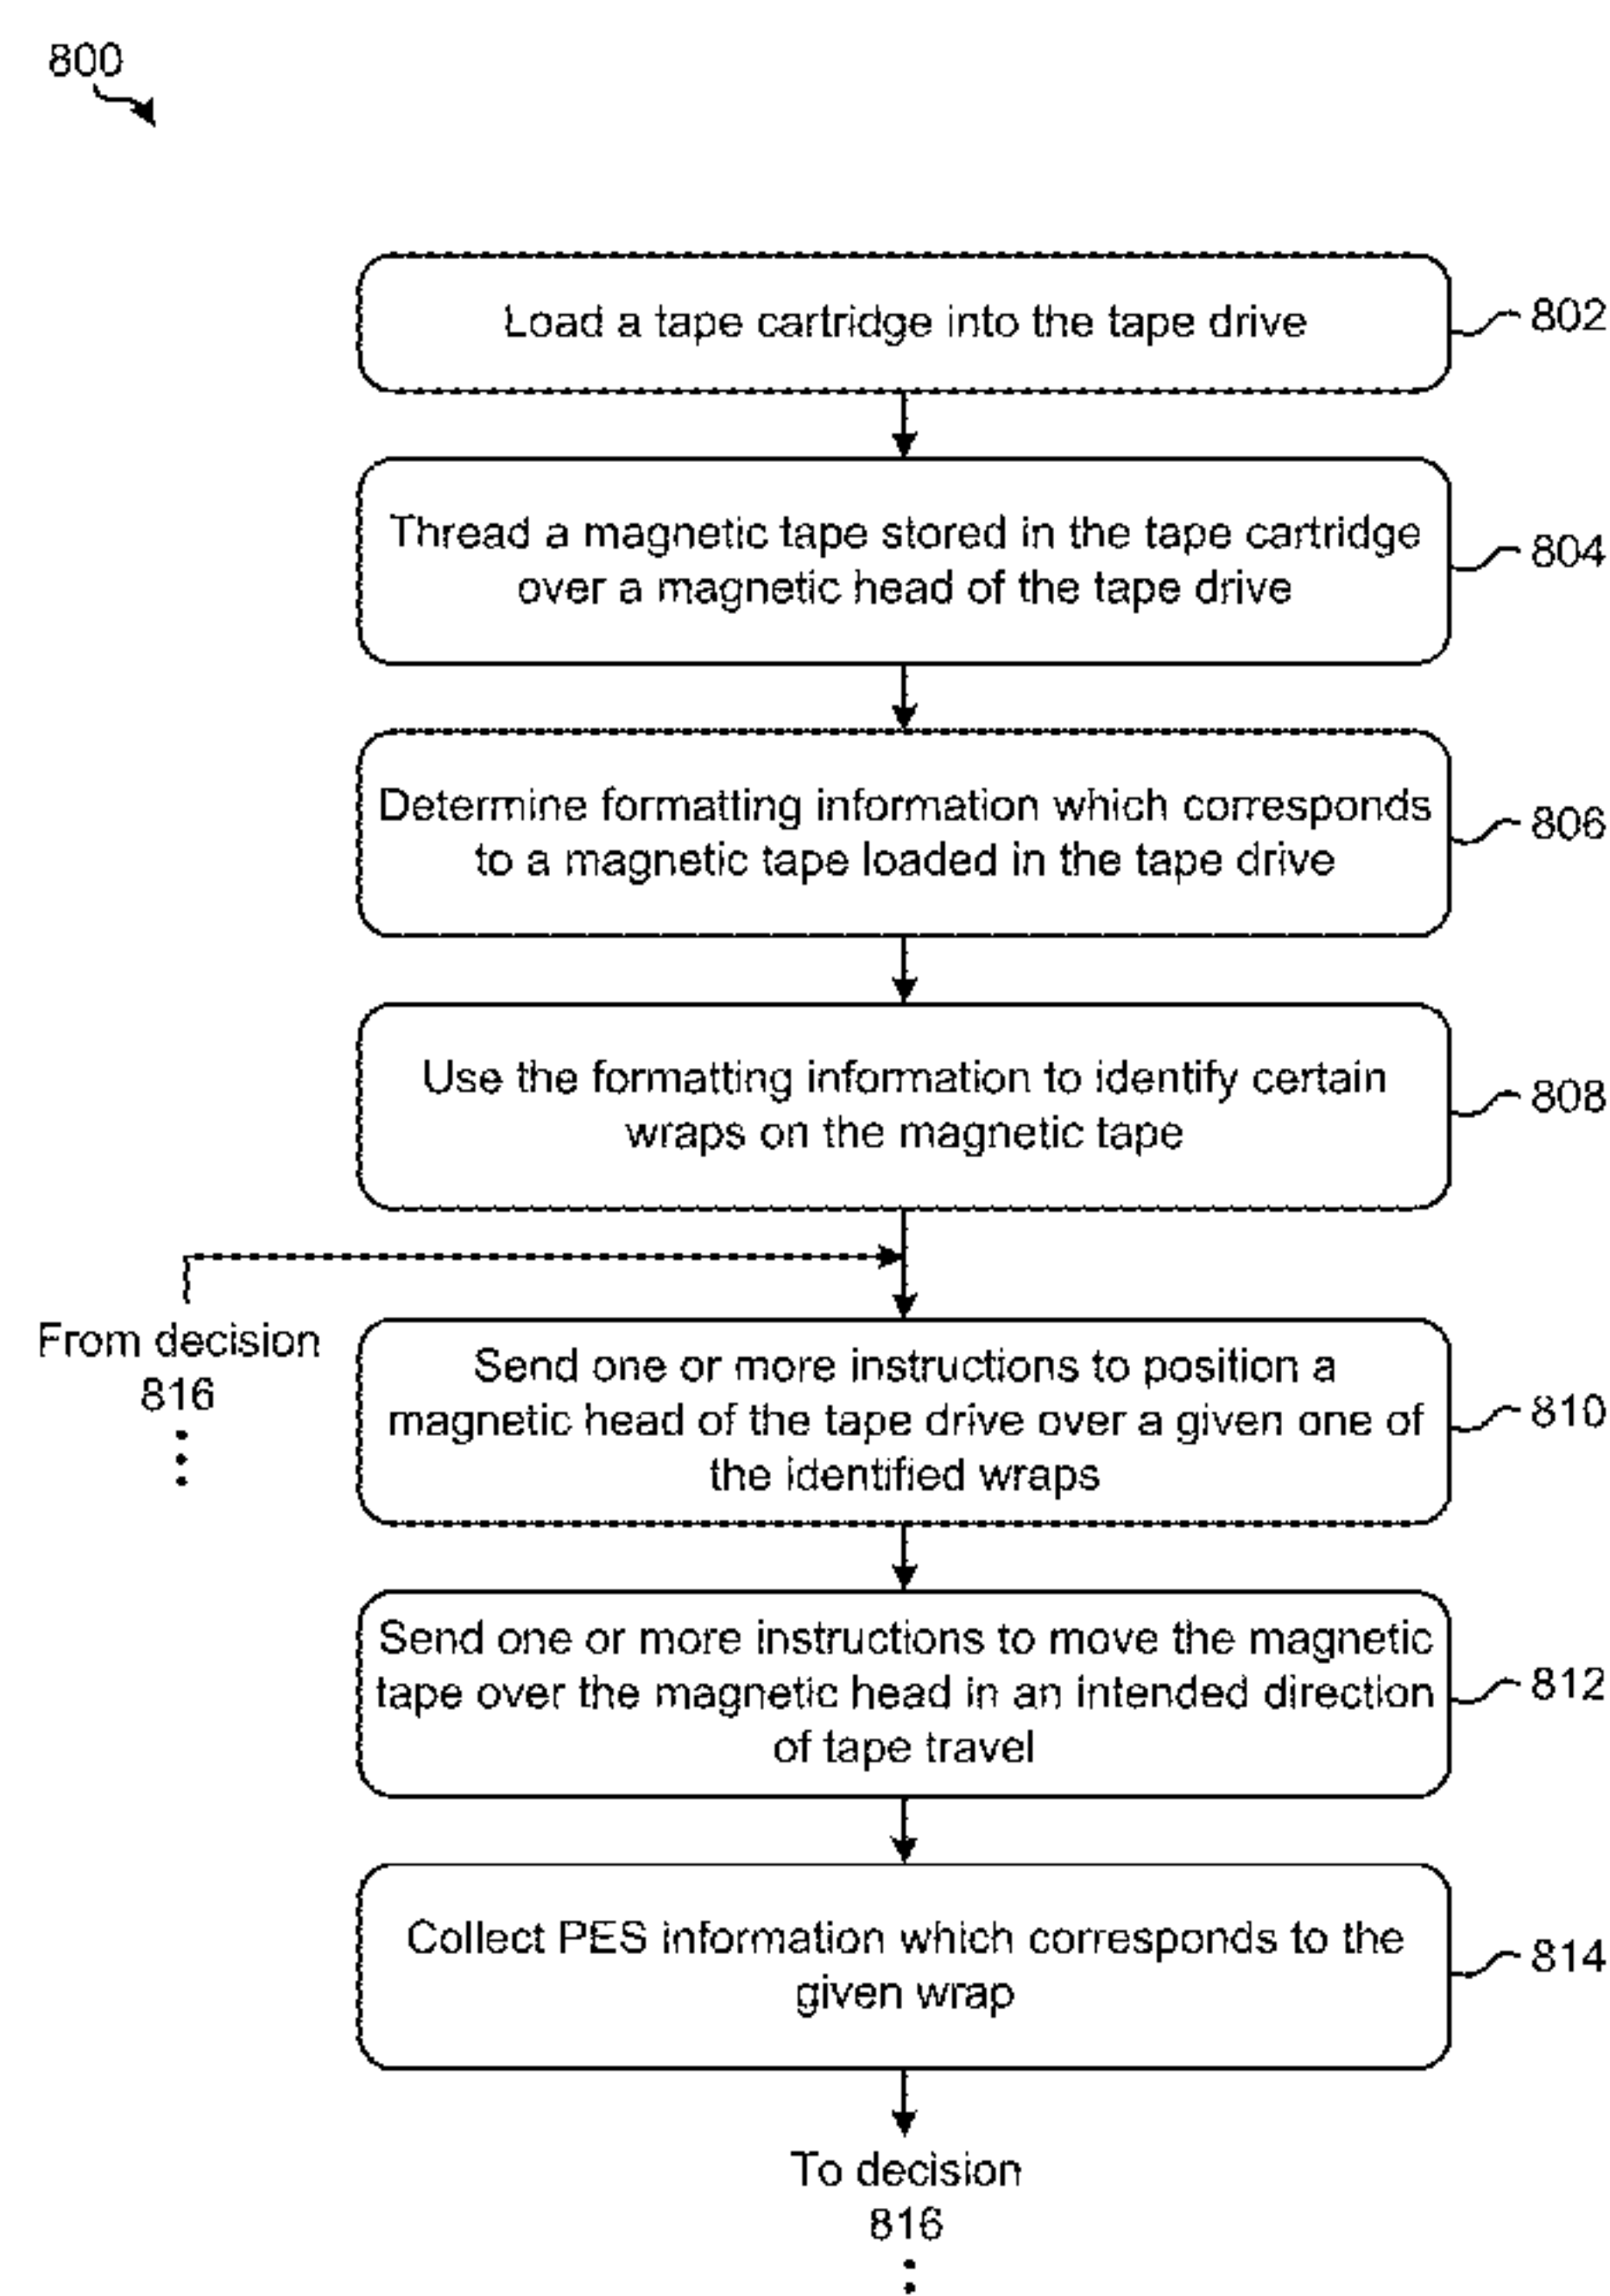 800
Load a tape cartridge into the tape drive
802
Thread a magnetic tape stored in the tape cartridge
over a magnetic head of the tape drive
804
Determine formatting information which corresponds
to a magnetic tape loaded in the tape drive
806
Use the formatting information to identify certain
wraps on the magnetic tape
808
From decision
816
Send one or more instructions to position a
magnetic head of the tape drive over a given one of
the identified wraps
810
Send one or more instructions to move the magnetic
tape over the magnetic head in an intended direction
of tape travel
812
Collect PES information which corresponds to the
given wrap
814
To decision
816